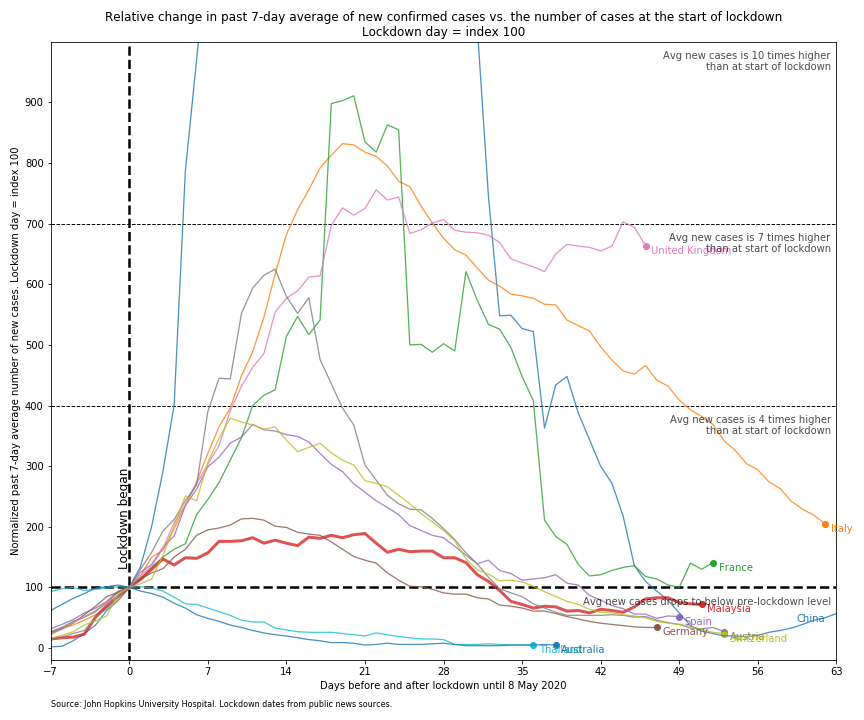 Relative change in past 7-day average of new confirmed cases vs. the number of cases at the start of lockdown
Lockdown day = index 100
Normalized past 7-day average number of new cases. Lockdown day = index 100
900
800
700
600
500
400
300
200
100
0
Lockdown began
Avg new cases is 10 times higher
than at start of lockdown
Avg new cases is 7 times higher
than at start of lockdown
United Kingdom
Avg new cases is 4 times higher
than at start of lockdown
Italy
France
Avg new cases drops to below pre-lockdown level
Malaysia
China
Spain
Germany
Austria
Switzerland
Thailand
Australia
−7
0
7
14
21
28
35
42
49
56
63
Days before and after lockdown until 8 May 2020
Source: John Hopkins University Hospital. Lockdown dates from public news sources.